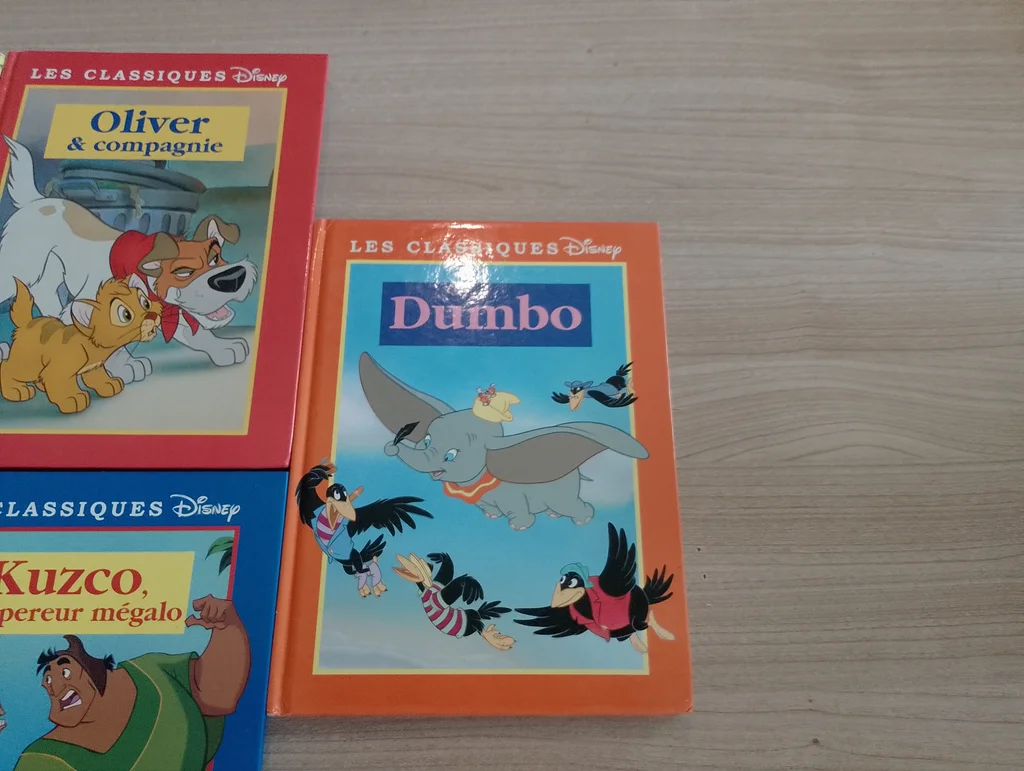 LES CLASSIQUES Disney
Oliver
& compagnie
LES CLASSIQUES Disney
Dumbo
CLASSIQUES Disney
Kuzco,
pereur mégalo